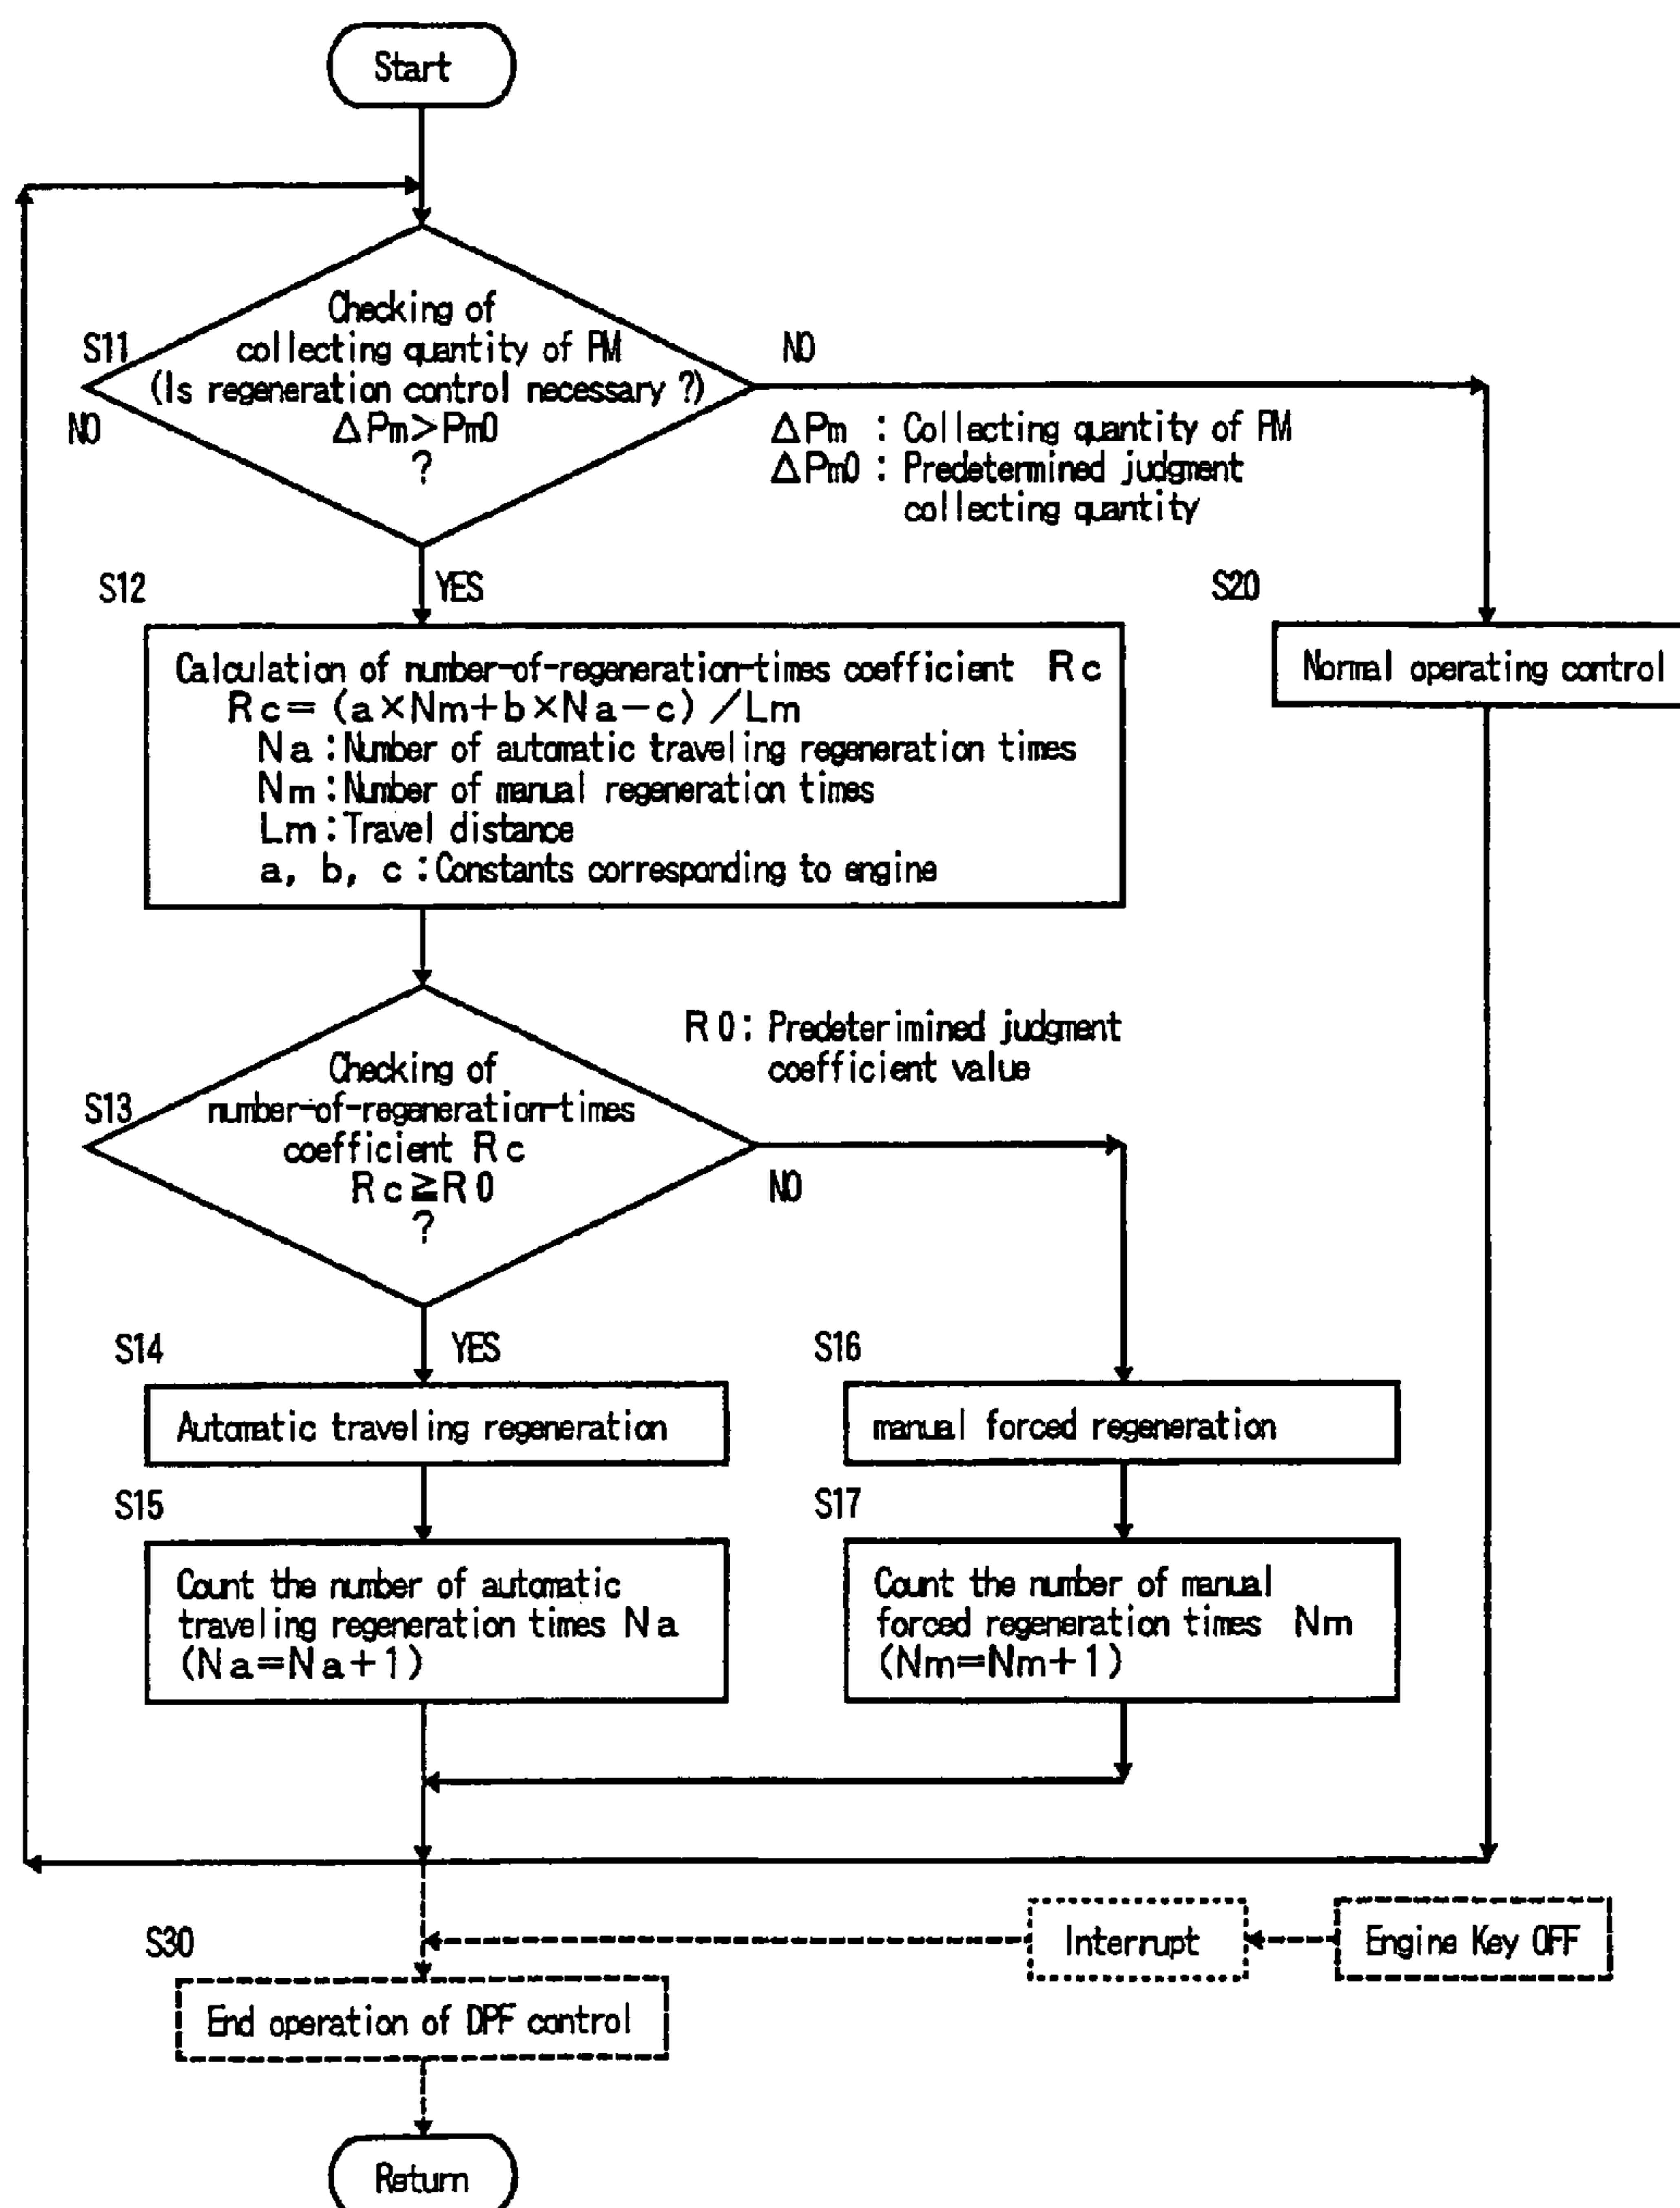 Start
Checking of
collecting quantity of PM
(Is regeneration control necessary ?)
ΔPm>Pm0
?
S11
NO
NO
ΔPm : Collecting quantity of PM
ΔPm0 : Predetermined judgment
collecting quantity
S12
YES
S20
Calculation of number-of-regeneration-times coefficient Rc
Rc=(a×Nm+b×Na−c)/Lm
Na:Number of automatic traveling regeneration times
Nm:Number of manual regeneration times
Lm:Travel distance
a, b, c:Constants corresponding to engine
Normal operating control
R0: Predeterimined judgment
coefficient value
S13
Checking of
number-of-regeneration-times
coefficient Rc
Rc≧R0
?
NO
S14
YES
S16
Automatic traveling regeneration
manual forced regeneration
S15
S17
Count the number of automatic
traveling regeneration times Na
(Na=Na+1)
Count the number of manual
forced regeneration times Nm
(Nm=Nm+1)
S30
Interrupt
Engine Key OFF
End operation of DPF control
Return